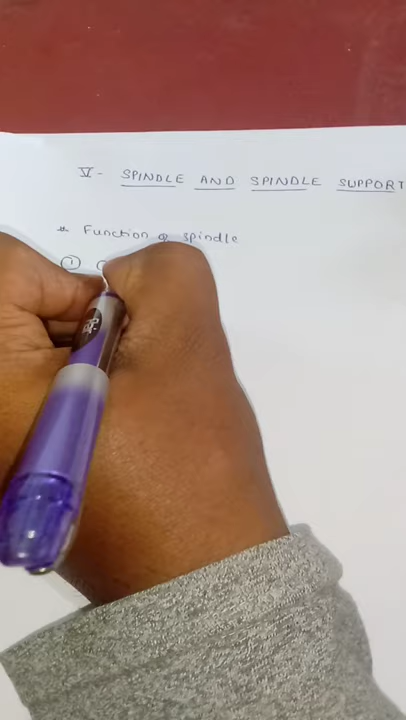 V - SPINDLE AND SPINDLE SUPPORT
* Function of spindle
①